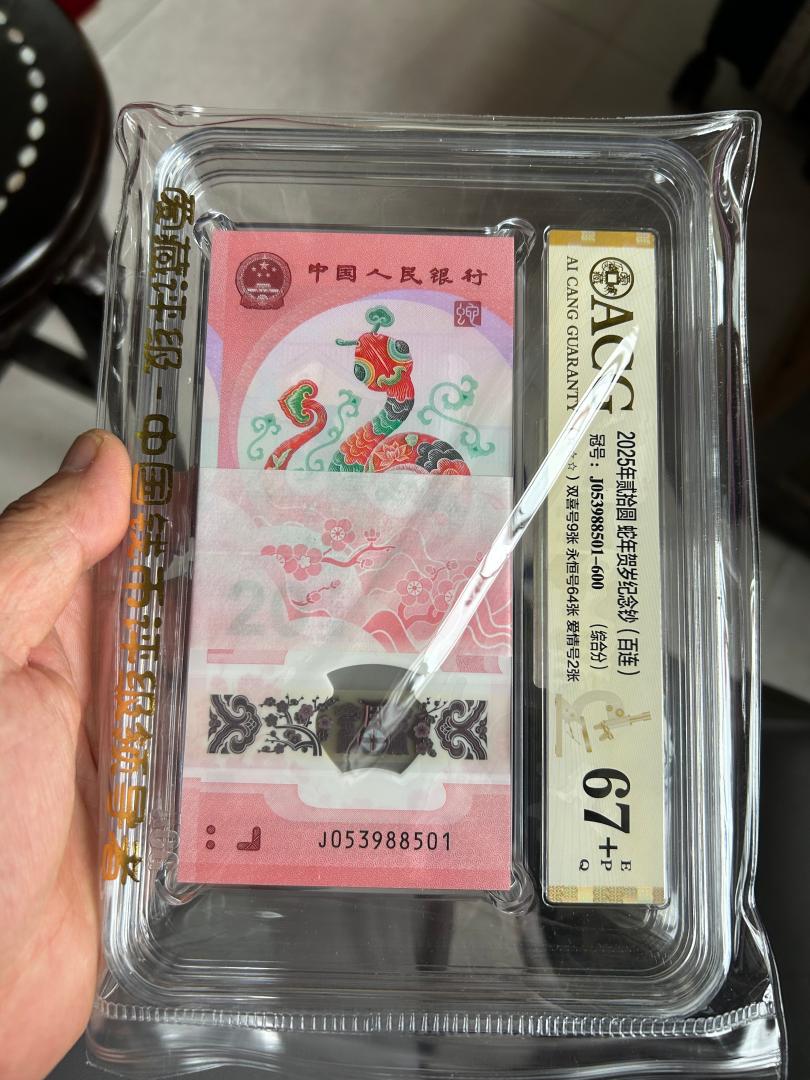 爱藏评级 - 中国钱币评级领导者
中国人民银行
J053988501
ACG
AI CANG GUARANTY
2025年贰拾圆 蛇年贺岁纪念钞（百连）
冠号：J053988501-600 （综合分）
☆）双喜号9张 永恒号64张 爱情号2张
67+
E
P
Q